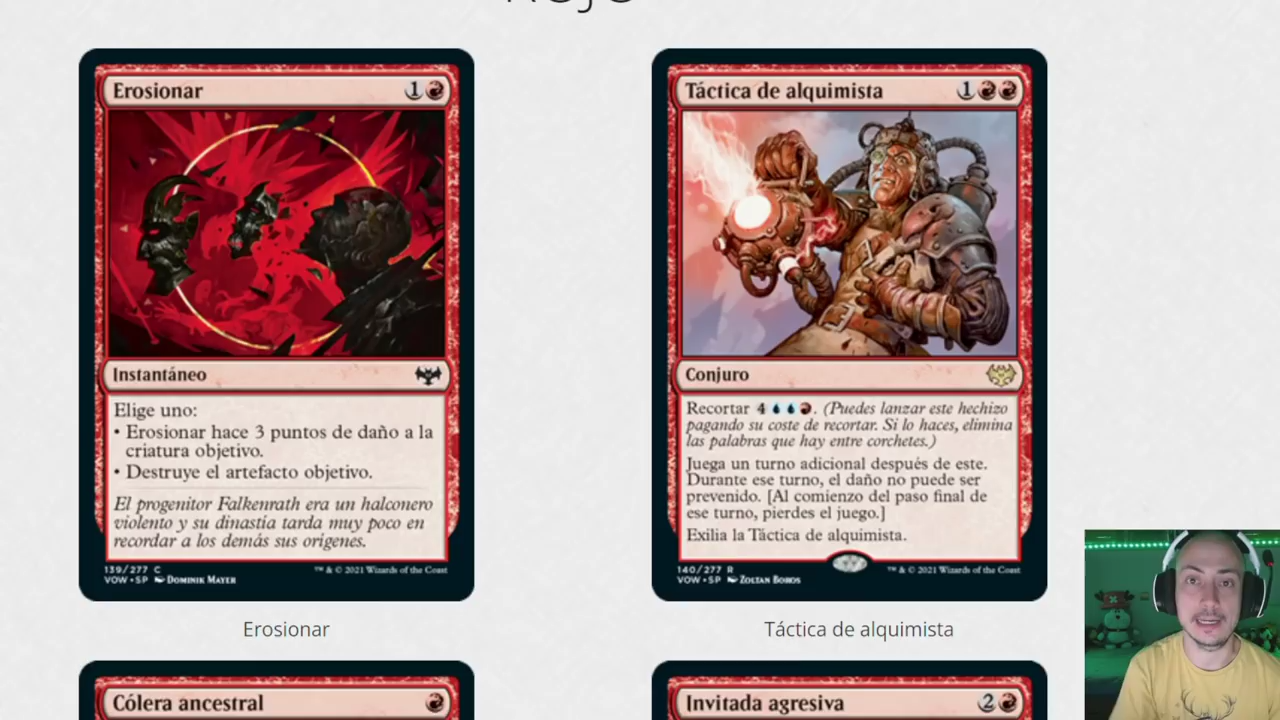 Rojo
Erosionar 1
Instantáneo
Elige uno:
• Erosionar hace 3 puntos de daño a la
criatura objetivo.
• Destruye el artefacto objetivo.
El progenitor Falkenrath era un halconero
violento y su dinastía tarda muy poco en
recordar a los demás sus orígenes.
139/277 C
VOW • SP DOMINIK MAYER
™ & © 2021 Wizards of the Coast
Erosionar
Táctica de alquimista 1
Conjuro
Recortar 4 . (Puedes lanzar este hechizo
pagando su coste de recortar. Si lo haces, elimina
las palabras que hay entre corchetes.)
Juega un turno adicional después de este.
Durante ese turno, el daño no puede ser
prevenido. [Al comienzo del paso final de
ese turno, pierdes el juego.]
Exilia la Táctica de alquimista.
140/277 R
VOW • SP ZOLTAN BOROS
™ & © 2021 Wizards of the Coast
Táctica de alquimista
Cólera ancestral
Invitada agresiva 2